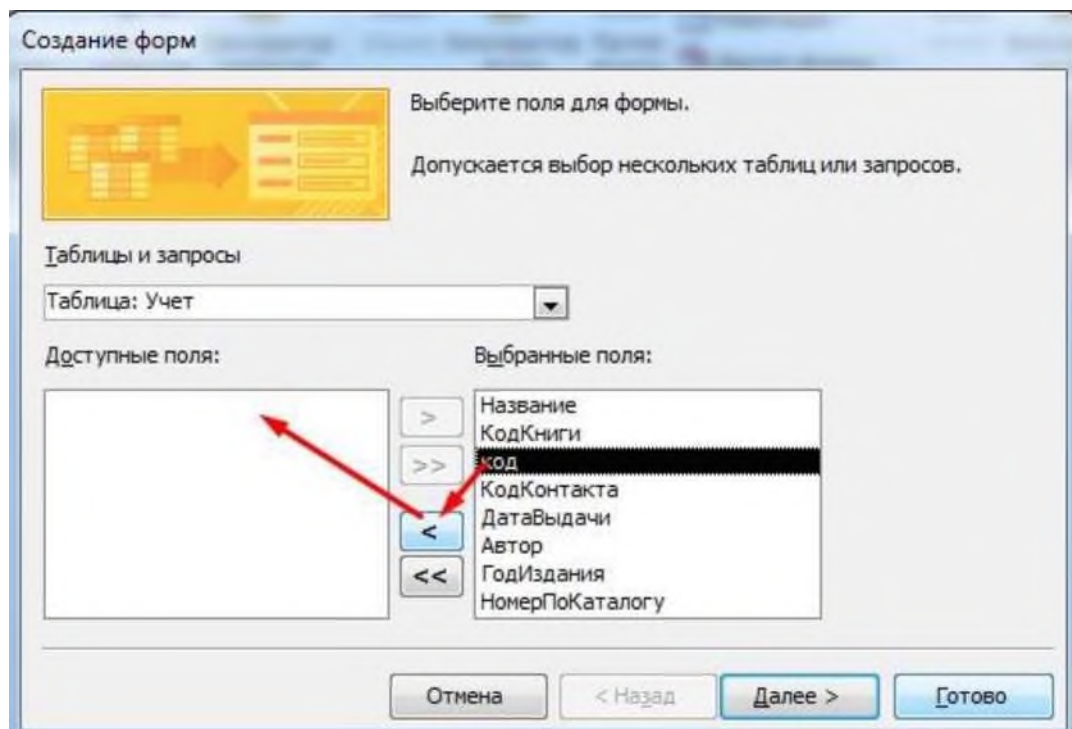 Создание форм
Выберите поля для формы.
Допускается выбор нескольких таблиц или запросов.
Таблицы и запросы
Таблица: Учет
Доступные поля:
Выбранные поля:
>
>>
<
<<
Название
КодКниги
код
КодКонтакта
ДатаВыдачи
Автор
ГодИздания
НомерПоКаталогу
Отмена
< Назад
Далее >
Готово